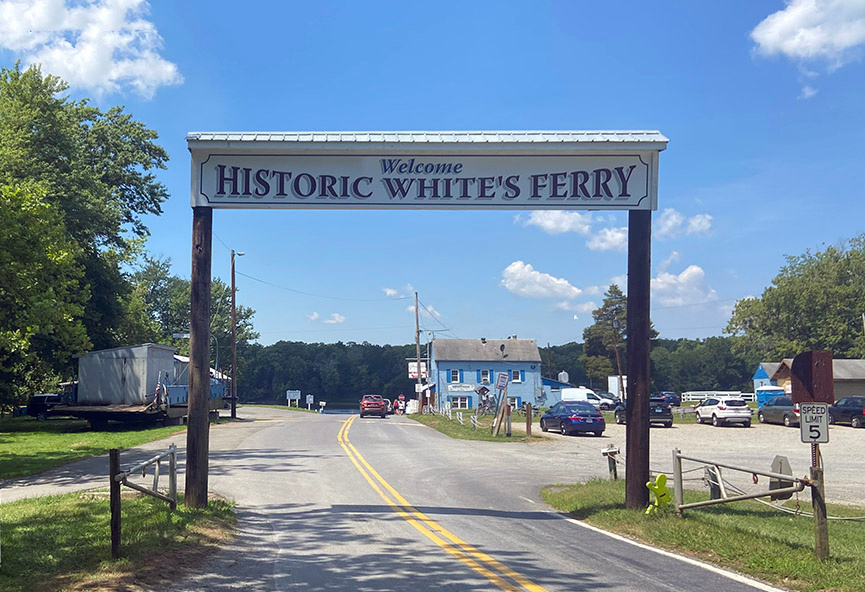 Welcome
HISTORIC WHITE'S FERRY
SPEED
LIMIT
5